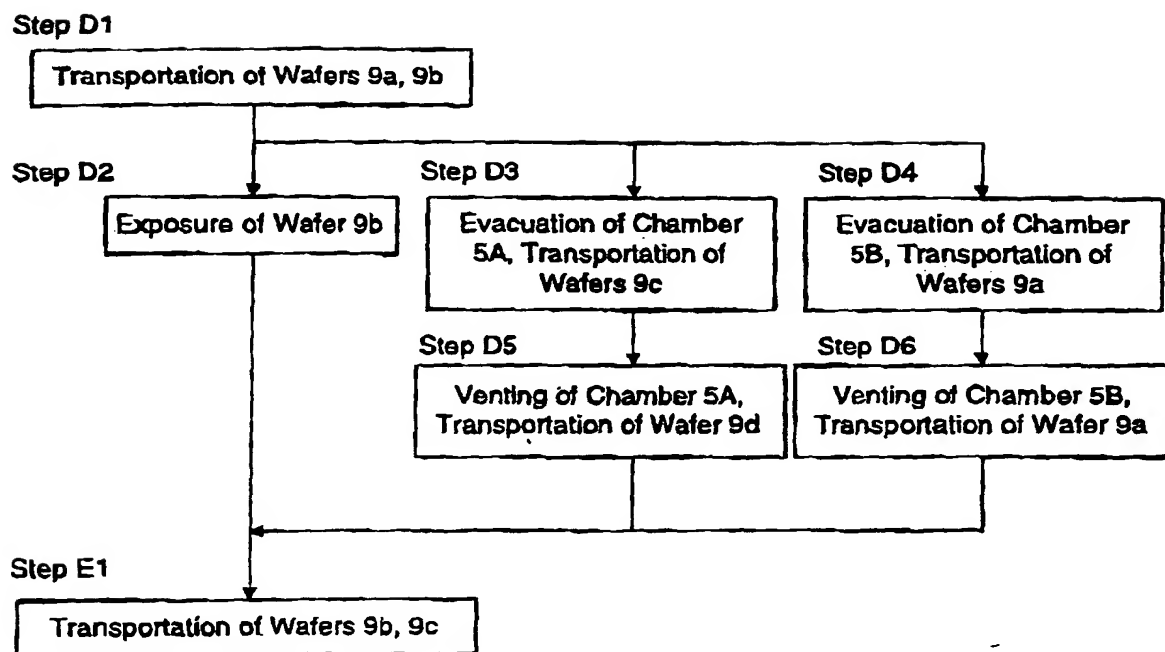 Step D1
Transportation of Wafers 9a, 9b
Step D2
Exposure of Wafer 9b
Step D3
Evacuation of Chamber
5A, Transportation of
Wafers 9c
Step D4
Evacuation of Chamber
5B, Transportation of
Wafers 9a
Step D5
Venting of Chamber 5A,
Transportation of Wafer 9d
Step D6
Venting of Chamber 5B,
Transportation of Wafer 9a
Step E1
Transportation of Wafers 9b, 9c